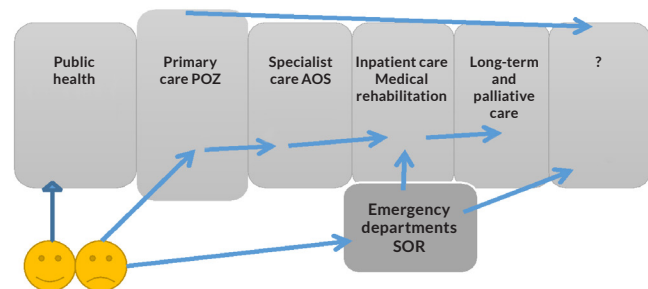 Public
health
Primary
care POZ
Specialist
care AOS
Inpatient care
Medical
rehabilitation
Long-term
and
palliative
care
?
Emergency
departments
SOR